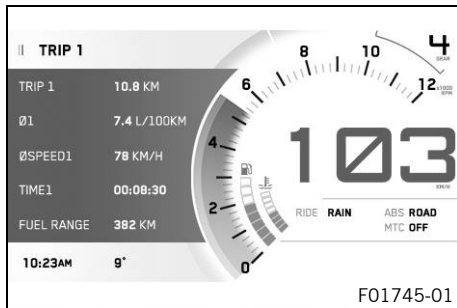 TRIP 1
TRIP 1 10.8 KM
Ø1 7.4 L/100KM
ØSPEED1 78 KM/H
TIME1 00:08:30
FUEL RANGE 382 KM
10:23AM 9°
0
2
4
6
8
10
12
x1000
RPM
4
GEAR
103
KM/H
RIDE RAIN
ABS ROAD
MTC OFF
F01745-01